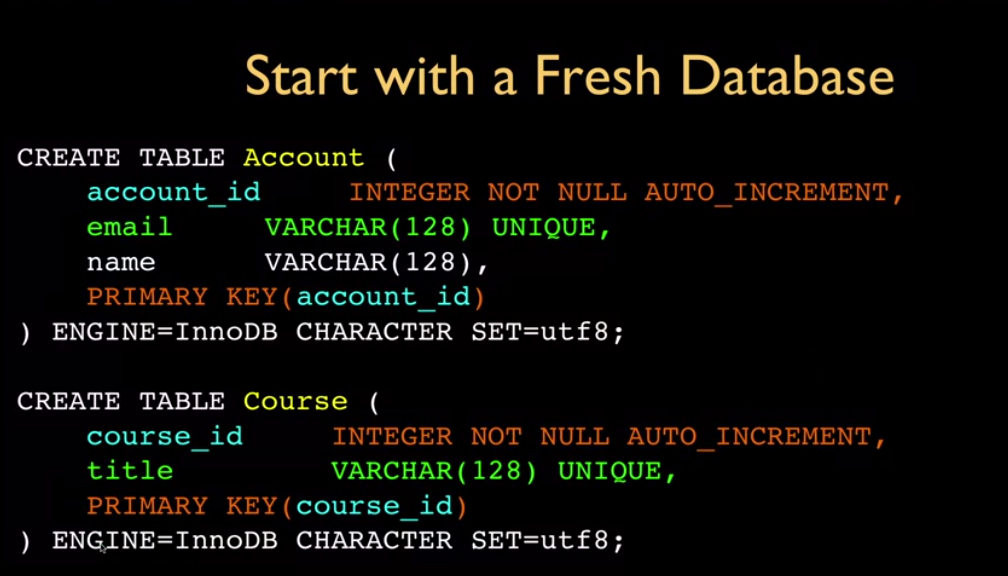 Start with a Fresh Database
CREATE TABLE Account (
account_id INTEGER NOT NULL AUTO_INCREMENT,
email VARCHAR(128) UNIQUE,
name VARCHAR(128),
PRIMARY KEY(account_id)
) ENGINE=InnoDB CHARACTER SET=utf8;
CREATE TABLE Course (
course_id INTEGER NOT NULL AUTO_INCREMENT,
title VARCHAR(128) UNIQUE,
PRIMARY KEY(course_id)
) ENGINE=InnoDB CHARACTER SET=utf8;